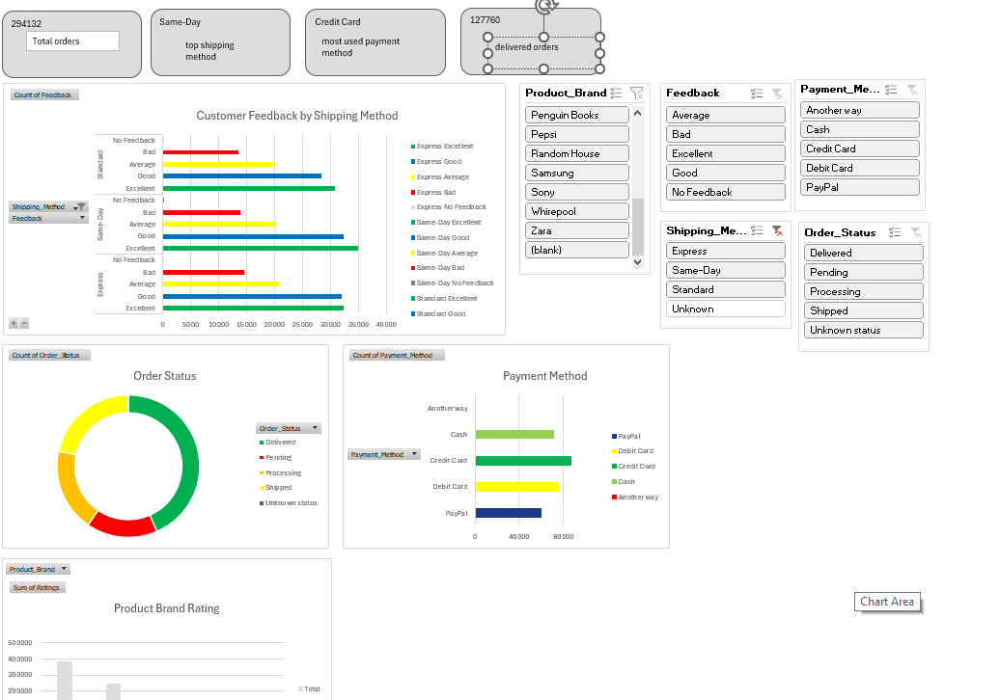 294132
Total orders
Same-Day
top shipping
method
Credit Card
most used payment
method
127760
delivered orders
Count of Feedback
Customer Feedback by Shipping Method
Standard
No Feedback
Bad
Average
Good
Excellent
Same-Day
No Feedback
Bad
Average
Good
Excellent
Express
No Feedback
Bad
Average
Good
Excellent
0 5000 10000 15000 20000 25000 30000 35000 40000
Shipping_Method
Feedback
Express Excellent
Express Good
Express Average
Express Bad
Express No Feedback
Same-Day Excellent
Same-Day Good
Same-Day Average
Same-Day Bad
Same-Day No Feedback
Standard Excellent
Standard Good
Product_Brand
Penguin Books
Pepsi
Random House
Samsung
Sony
Whirepool
Zara
(blank)
Feedback
Average
Bad
Excellent
Good
No Feedback
Payment_Me...
Another way
Cash
Credit Card
Debit Card
PayPal
Shipping_Me...
Express
Same-Day
Standard
Unknown
Order_Status
Delivered
Pending
Processing
Shipped
Unknown status
Count of Order_Status
Order Status
Order_Status
Delivered
Pending
Processing
Shipped
Unknown status
Count of Payment_Method
Payment Method
Payment_Method
Another way
Cash
Credit Card
Debit Card
PayPal
0 40000 80000
PayPal
Debit Card
Credit Card
Cash
Another way
Product_Brand
Sum of Ratings
Product Brand Rating
500000
400000
300000
200000
Total
Chart Area